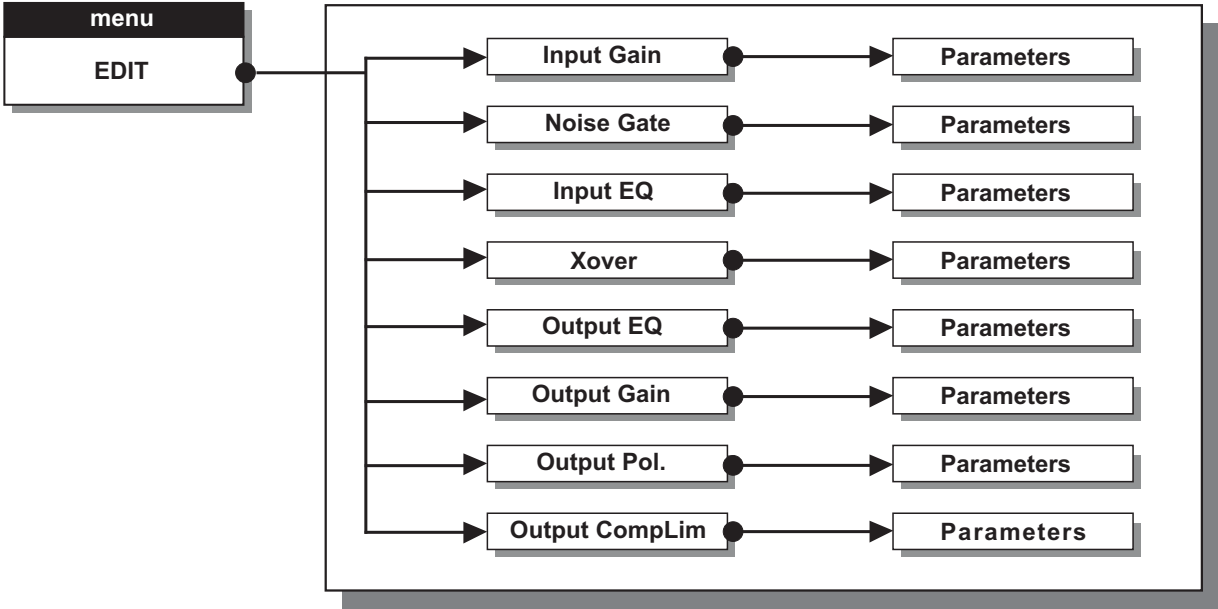 menu
EDIT
Input Gain
Parameters
Noise Gate
Parameters
Input EQ
Parameters
Xover
Parameters
Output EQ
Parameters
Output Gain
Parameters
Output Pol.
Parameters
Output CompLim
Parameters